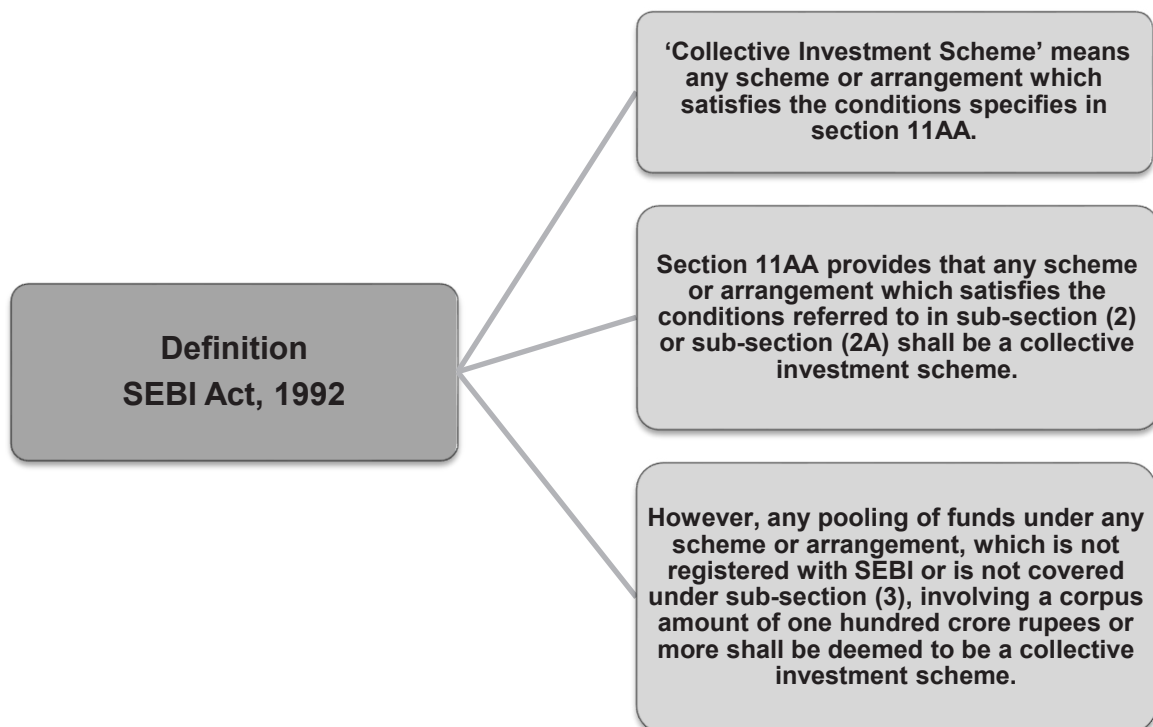 Definition
SEBI Act, 1992
‘Collective Investment Scheme’ means
any scheme or arrangement which
satisfies the conditions specifies in
section 11AA.
Section 11AA provides that any scheme
or arrangement which satisfies the
conditions referred to in sub-section (2)
or sub-section (2A) shall be a collective
investment scheme.
However, any pooling of funds under any
scheme or arrangement, which is not
registered with SEBI or is not covered
under sub-section (3), involving a corpus
amount of one hundred crore rupees or
more shall be deemed to be a collective
investment scheme.